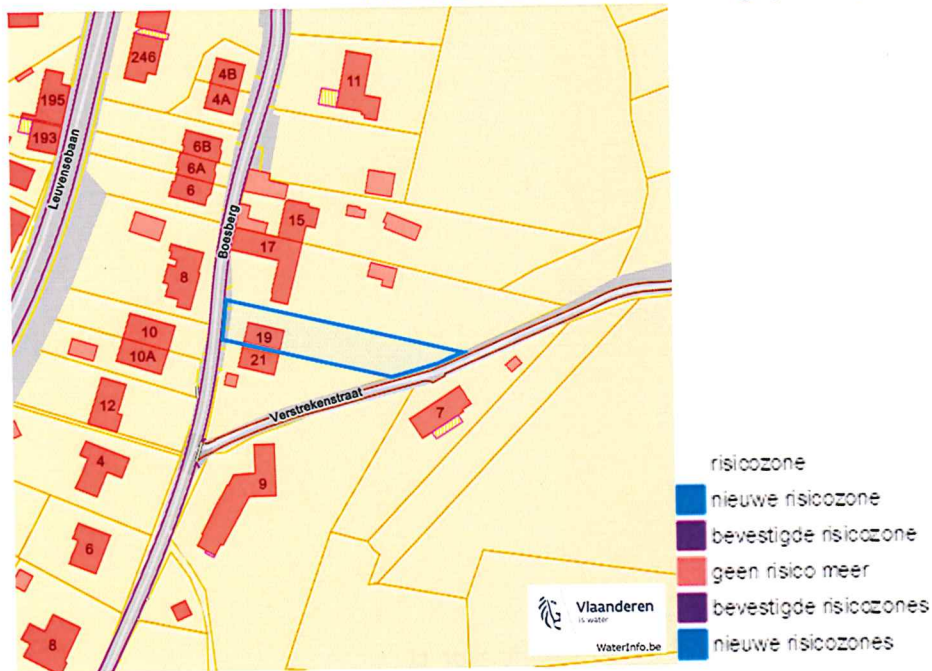 246
4B
4A
11
195
193
Leuvensebaan
6B
6A
6
Boesberg
15
17
8
10
10A
19
21
12
Verstrekenstraat
7
4
9
6
8
Vlaanderen
is water
WaterInfo.be
risicozone
nieuwe risicozone
bevestigde risicozone
geen risico meer
bevestigde risicozones
nieuwe risicozones